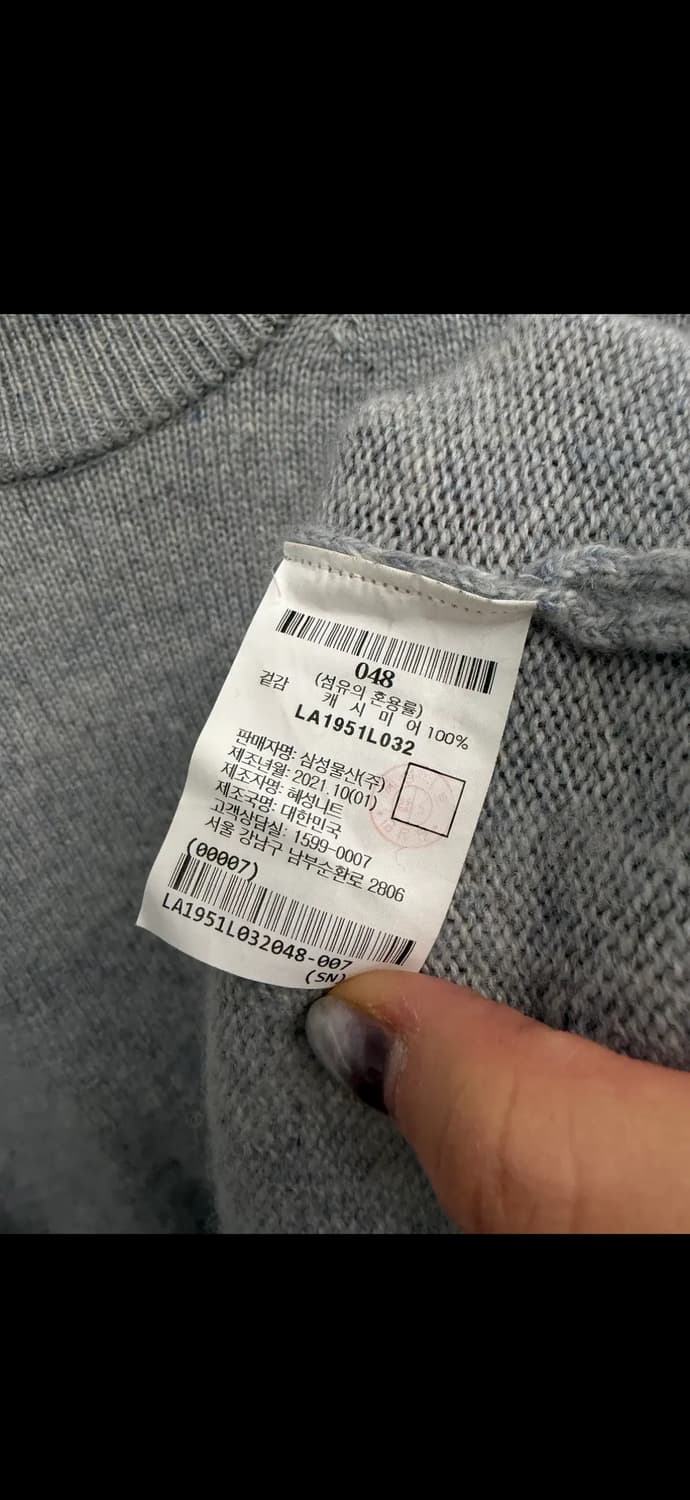 048
(섬유의 혼용률)
겉감 캐 시 미 어 100%
LA1951L032
판매자명: 삼성물산(주)
제조년월: 2021.10(01)
제조자명: 혜성니트
제조국명: 대한민국
고객상담실: 1599-0007
서울 강남구 남부순환로 2806
(00007)
LA1951L032048-007
(SN)